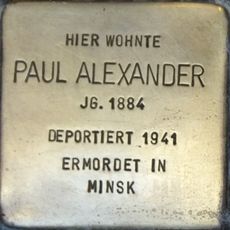 HIER WOHNTE
PAUL ALEXANDER
JG. 1884
DEPORTIERT 1941
ERMORDET IN
MINSK